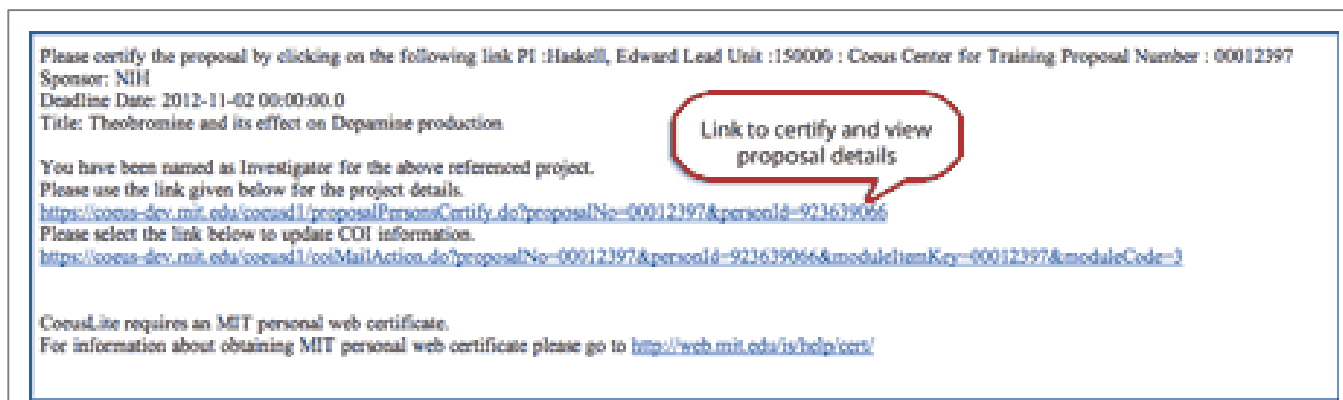 Please certify the proposal by clicking on the following link PI :Haskell, Edward Lead Unit :150000 : Coeus Center for Training Proposal Number : 00012397
Sponsor: NIH
Deadline Date: 2012-11-02 00:00:00.0
Title: Theobromine and its effect on Dopamine production
Link to certify and view
proposal details
You have been named as Investigator for the above referenced project.
Please use the link given below for the project details.
https://coeus-dev.mit.edu/coeusd1/proposalPersonsCertify.do?proposalNo=00012397&personId=923639066
Please select the link below to update COI information.
https://coeus-dev.mit.edu/coeusd1/coiMailAction.do?proposalNo=00012397&personId=923639066&moduleItemKey=00012397&moduleCode=3
CoeusLite requires an MIT personal web certificate.
For information about obtaining MIT personal web certificate please go to http://web.mit.edu/is/help/cert/